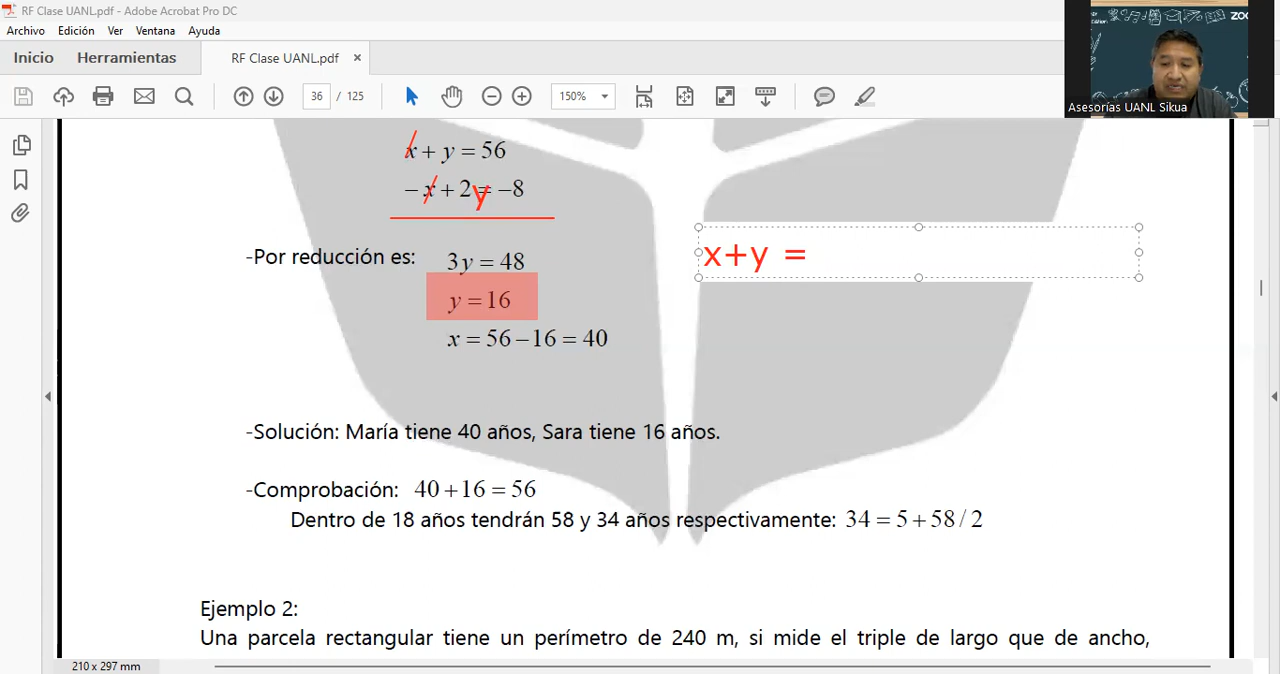 RF Clase UANL.pdf - Adobe Acrobat Pro DC
Archivo Edición Ver Ventana Ayuda
Inicio Herramientas RF Clase UANL.pdf ×
36 / 125 150%
Asesorías UANL Sikua
x + y = 56
− x + 2y = −8
-Por reducción es: 3y = 48
x+y =
y = 16
x = 56 − 16 = 40
-Solución: María tiene 40 años, Sara tiene 16 años.
-Comprobación: 40 + 16 = 56
Dentro de 18 años tendrán 58 y 34 años respectivamente: 34 = 5 + 58 / 2
Ejemplo 2:
Una parcela rectangular tiene un perímetro de 240 m, si mide el triple de largo que de ancho,
210 x 297 mm